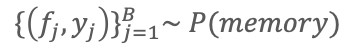 {(f_j, y_j)}_{j=1}^{B} ~ P(memory)